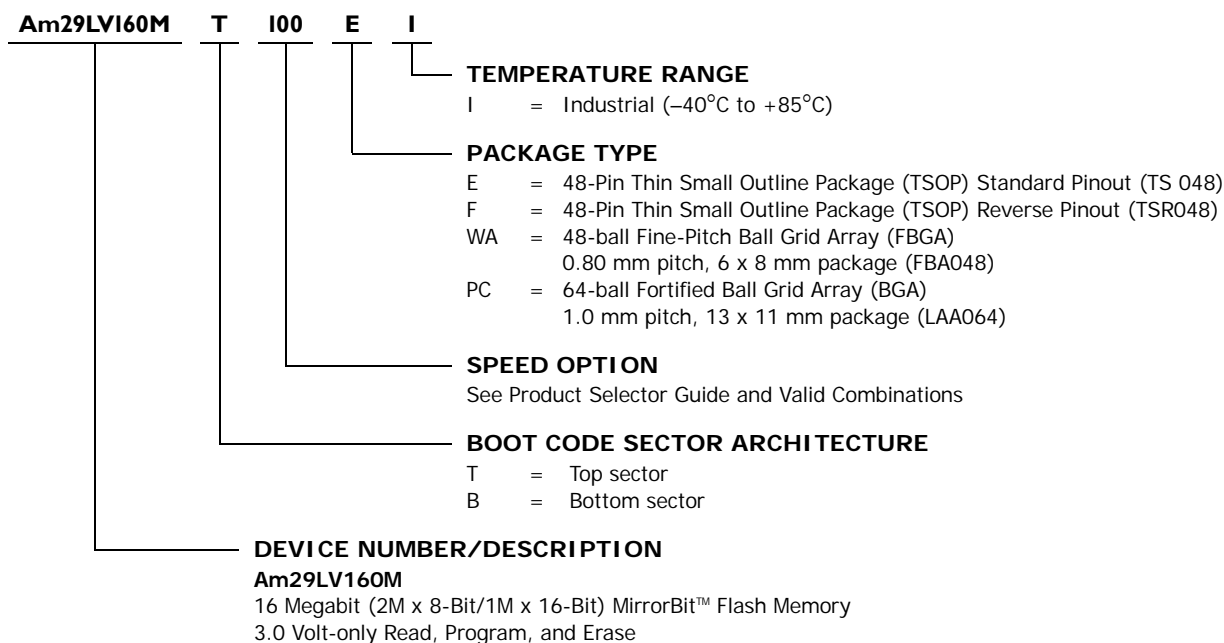 Am29LV160M T 100 E I
TEMPERATURE RANGE
I = Industrial (–40°C to +85°C)
PACKAGE TYPE
E = 48-Pin Thin Small Outline Package (TSOP) Standard Pinout (TS 048)
F = 48-Pin Thin Small Outline Package (TSOP) Reverse Pinout (TSR048)
WA = 48-ball Fine-Pitch Ball Grid Array (FBGA)
0.80 mm pitch, 6 x 8 mm package (FBA048)
PC = 64-ball Fortified Ball Grid Array (BGA)
1.0 mm pitch, 13 x 11 mm package (LAA064)
SPEED OPTION
See Product Selector Guide and Valid Combinations
BOOT CODE SECTOR ARCHITECTURE
T = Top sector
B = Bottom sector
DEVICE NUMBER/DESCRIPTION
Am29LV160M
16 Megabit (2M x 8-Bit/1M x 16-Bit) MirrorBit™ Flash Memory
3.0 Volt-only Read, Program, and Erase